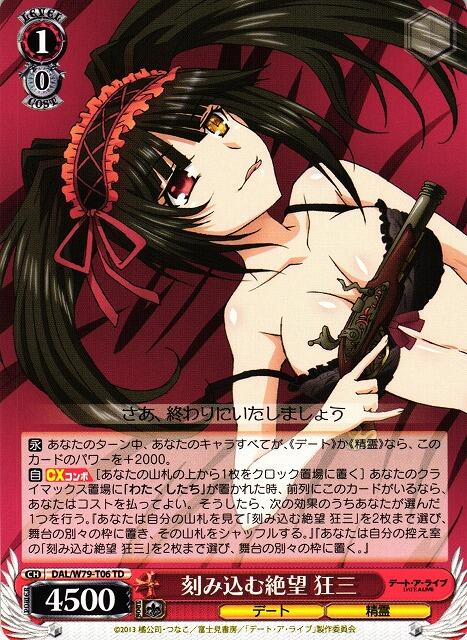 LEVEL
1
0
COST
さあ、終わりにいたしましょう
永 あなたのターン中、あなたのキャラすべてが、《デート》か《精霊》なら、この
カードのパワーを+2000。
自 CXコンボ [あなたの山札の上から1枚をクロック置場に置く] あなたのクラ
イマックス置場に「わたくしたち」が置かれた時、前列にこのカードがいるなら、
あなたはコストを払ってよい。そうしたら、次の効果のうちあなたが選んだ
1つを行う。『あなたは自分の山札を見て「刻み込む絶望 狂三」を2枚まで選び、
舞台の別々の枠に置き、その山札をシャッフルする。』『あなたは自分の控え室
の「刻み込む絶望 狂三」を2枚まで選び、舞台の別々の枠に置く。』
CH DAL/W79-T06 TD
POWER
4500
SOUL
刻み込む絶望 狂三
デート・ア・ライブ
DATE A LIVE
デート
精霊
©2013 橘公司・つなこ/富士見書房/「デート・ア・ライブ」製作委員会